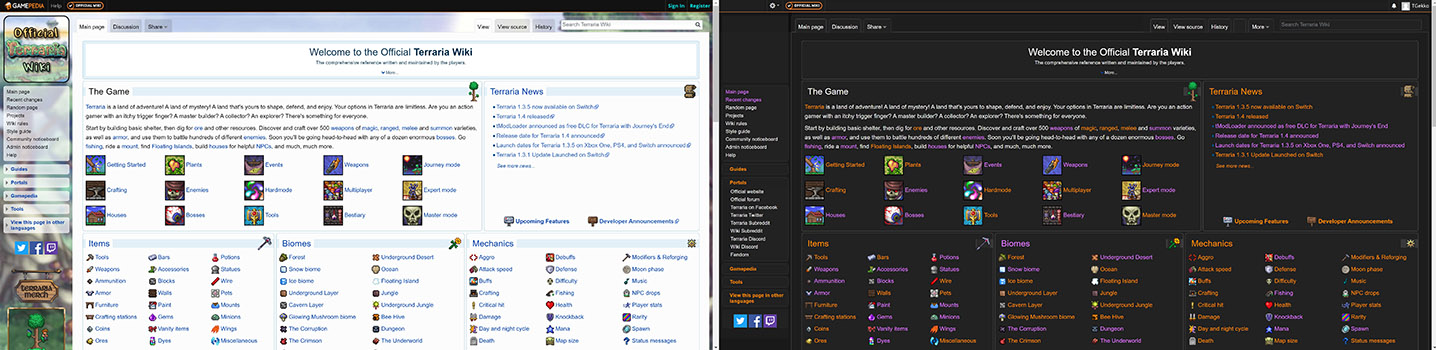 GAMEPEDIA Help OFFICIAL WIKI Sign In Register
Official
Terraria
Wiki
Main page Discussion Share View View source History Search Terraria Wiki
Welcome to the Official Terraria Wiki
The comprehensive reference written and maintained by the players.
More...
Main page
Recent changes
Random page
Projects
Wiki rules
Style guide
Community noticeboard
Admin noticeboard
Help
Guides
Portals
Gamepedia
Tools
View this page in other
languages
TERRARIA
MERCH
The Game
Terraria is a land of adventure! A land of mystery! A land that's yours to shape, defend, and enjoy. Your options in Terraria are limitless. Are you an action
gamer with an itchy trigger finger? A master builder? A collector? An explorer? There's something for everyone.
Start by building basic shelter, then dig for ore and other resources. Discover and craft over 500 weapons of magic, ranged, melee and summon varieties,
as well as armor, and use them to battle hundreds of different enemies. Soon you'll be going head-to-head with any of a dozen enormous bosses. Go
fishing, ride a mount, find Floating Islands, build houses for helpful NPCs, and much, much more.
Getting Started Plants Events Weapons Journey mode
Crafting Enemies Hardmode Multiplayer Expert mode
Houses Bosses Tools Bestiary Master mode
Terraria News
Terraria 1.3.5 now available on Switch
Terraria 1.4 released
tModLoader announced as free DLC for Terraria with Journey's End
Release date for Terraria 1.4 announced
Launch dates for Terraria 1.3.5 on Xbox One, PS4, and Switch announced
Terraria 1.3.1 Update Launched on Switch
See more news...
Upcoming Features Developer Announcements
Items
Tools Bars Potions
Weapons Accessories Statues
Ammunition Blocks Wire
Armor Walls Pets
Furniture Paint Mounts
Crafting stations Gems Minions
Coins Vanity items Wings
Ores Dyes Miscellaneous
Biomes
Forest Underground Desert
Snow biome Ocean
Ice biome Floating Island
Underground Layer Jungle
Cavern Layer Underground Jungle
Glowing Mushroom biome Bee Hive
The Corruption Dungeon
The Crimson The Underworld
Mechanics
Aggro Debuffs Modifiers & Reforging
Attack speed Defense Moon phase
Buffs Difficulty Music
Crafting Fishing NPC drops
Critical hit Health Player stats
Damage Knockback Rarity
Day and night cycle Mana Spawn
Death Map size Status messages
OFFICIAL WIKI TGekko
Main page Discussion Share View View source History More Search Terraria Wiki
Welcome to the Official Terraria Wiki
The comprehensive reference written and maintained by the players.
More...
Main page
Recent changes
Random page
Projects
Wiki rules
Style guide
Community noticeboard
Admin noticeboard
Help
Guides
Portals
Official website
Official forum
Terraria on Facebook
Terraria Twitter
Terraria Subreddit
Wiki Subreddit
Terraria Discord
Wiki Discord
Fandom
Gamepedia
Tools
View this page in other
languages
The Game
Terraria is a land of adventure! A land of mystery! A land that's yours to shape, defend, and enjoy. Your options in Terraria are limitless. Are you an action
gamer with an itchy trigger finger? A master builder? A collector? An explorer? There's something for everyone.
Start by building basic shelter, then dig for ore and other resources. Discover and craft over 500 weapons of magic, ranged, melee and summon varieties,
as well as armor, and use them to battle hundreds of different enemies. Soon you'll be going head-to-head with any of a dozen enormous bosses. Go
fishing, ride a mount, find Floating Islands, build houses for helpful NPCs, and much, much more.
Getting Started Plants Events Weapons Journey mode
Crafting Enemies Hardmode Multiplayer Expert mode
Houses Bosses Tools Bestiary Master mode
Terraria News
Terraria 1.3.5 now available on Switch
Terraria 1.4 released
tModLoader announced as free DLC for Terraria with Journey's End
Release date for Terraria 1.4 announced
Launch dates for Terraria 1.3.5 on Xbox One, PS4, and Switch announced
Terraria 1.3.1 Update Launched on Switch
See more news...
Upcoming Features Developer Announcements
Items
Tools Bars Potions
Weapons Accessories Statues
Ammunition Blocks Wire
Armor Walls Pets
Furniture Paint Mounts
Crafting stations Gems Minions
Coins Vanity items Wings
Ores Dyes Miscellaneous
Biomes
Forest Underground Desert
Snow biome Ocean
Ice biome Floating Island
Underground Layer Jungle
Cavern Layer Underground Jungle
Glowing Mushroom biome Bee Hive
The Corruption Dungeon
The Crimson The Underworld
Mechanics
Aggro Debuffs Modifiers & Reforging
Attack speed Defense Moon phase
Buffs Difficulty Music
Crafting Fishing NPC drops
Critical hit Health Player stats
Damage Knockback Rarity
Day and night cycle Mana Spawn
Death Map size Status messages